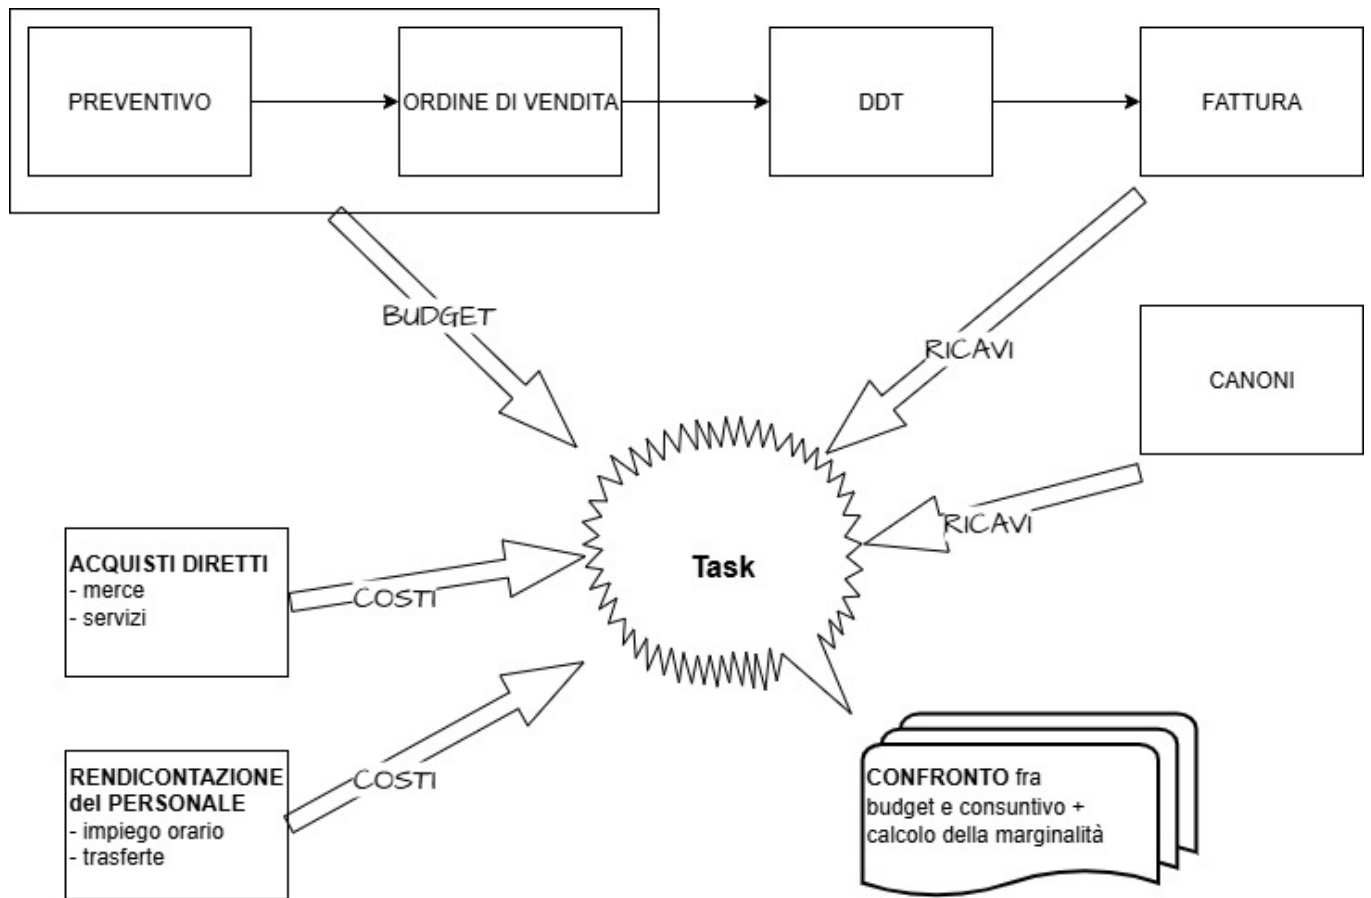 PREVENTIVO
ORDINE DI VENDITA
DDT
FATTURA
BUDGET
RICAVI
CANONI
RICAVI
Task
ACQUISTI DIRETTI
- merce
- servizi
COSTI
RENDICONTAZIONE
del PERSONALE
- impiego orario
- trasferte
COSTI
CONFRONTO fra
budget e consuntivo +
calcolo della marginalità